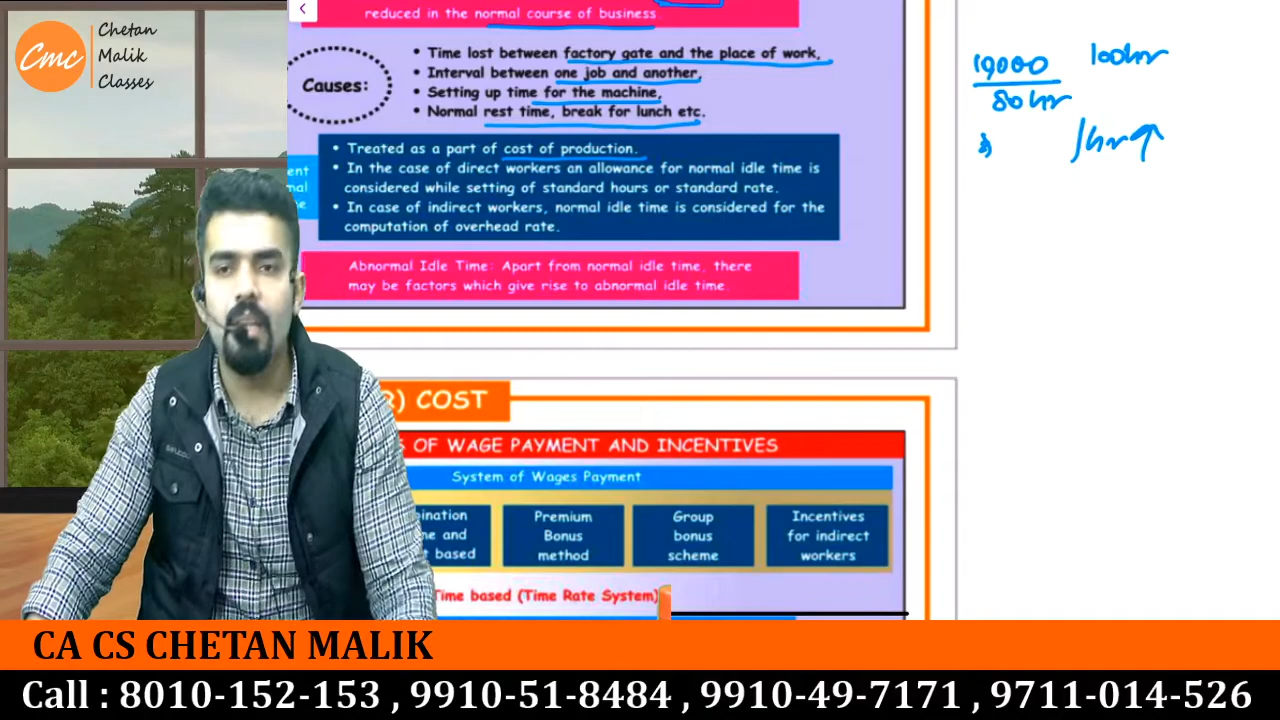 Cmc
Chetan
Malik
Classes
reduced in the normal course of business.
Causes:
• Time lost between factory gate and the place of work,
• Interval between one job and another,
• Setting up time for the machine,
• Normal rest time, break for lunch etc.
10000 100hr
80hr
/hr
• Treated as a part of cost of production.
• In the case of direct workers an allowance for normal idle time is
considered while setting of standard hours or standard rate.
• In case of indirect workers, normal idle time is considered for the
computation of overhead rate.
Abnormal Idle Time: Apart from normal idle time, there
may be factors which give rise to abnormal idle time.
) COST
OF WAGE PAYMENT AND INCENTIVES
System of Wages Payment
and
based
Premium
Bonus
method
Group
bonus
scheme
Incentives
for indirect
workers
Time based (Time Rate System)
CA CS CHETAN MALIK
Call : 8010-152-153 , 9910-51-8484 , 9910-49-7171 , 9711-014-526